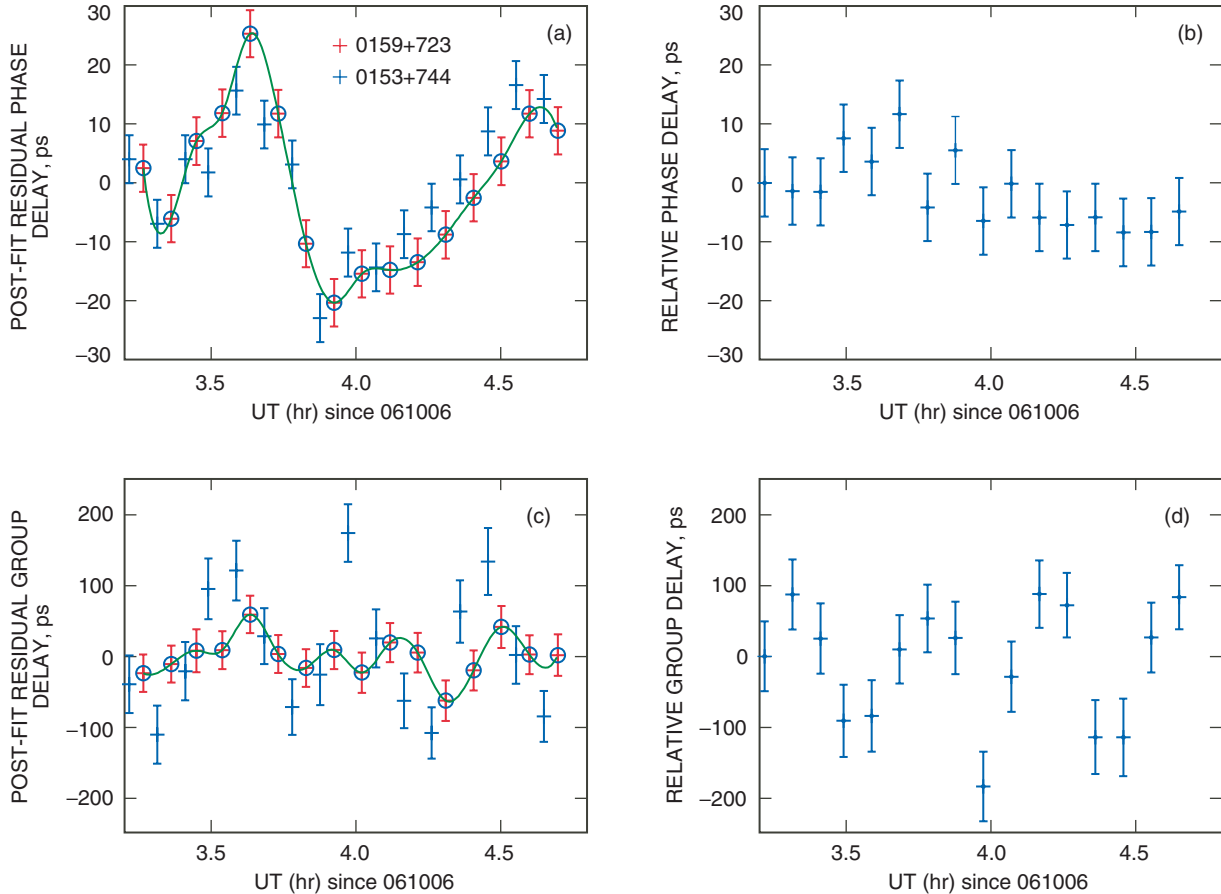 POST-FIT RESIDUAL PHASE
DELAY, ps
30
20
10
0
−10
−20
−30
(a)
0159+723
0153+744
3.5
4.0
4.5
UT (hr) since 061006
RELATIVE PHASE DELAY, ps
30
20
10
0
−10
−20
−30
(b)
3.5
4.0
4.5
UT (hr) since 061006
POST-FIT RESIDUAL GROUP
DELAY, ps
200
100
0
−100
−200
(c)
3.5
4.0
4.5
UT (hr) since 061006
RELATIVE GROUP DELAY, ps
200
100
0
−100
−200
(d)
3.5
4.0
4.5
UT (hr) since 061006